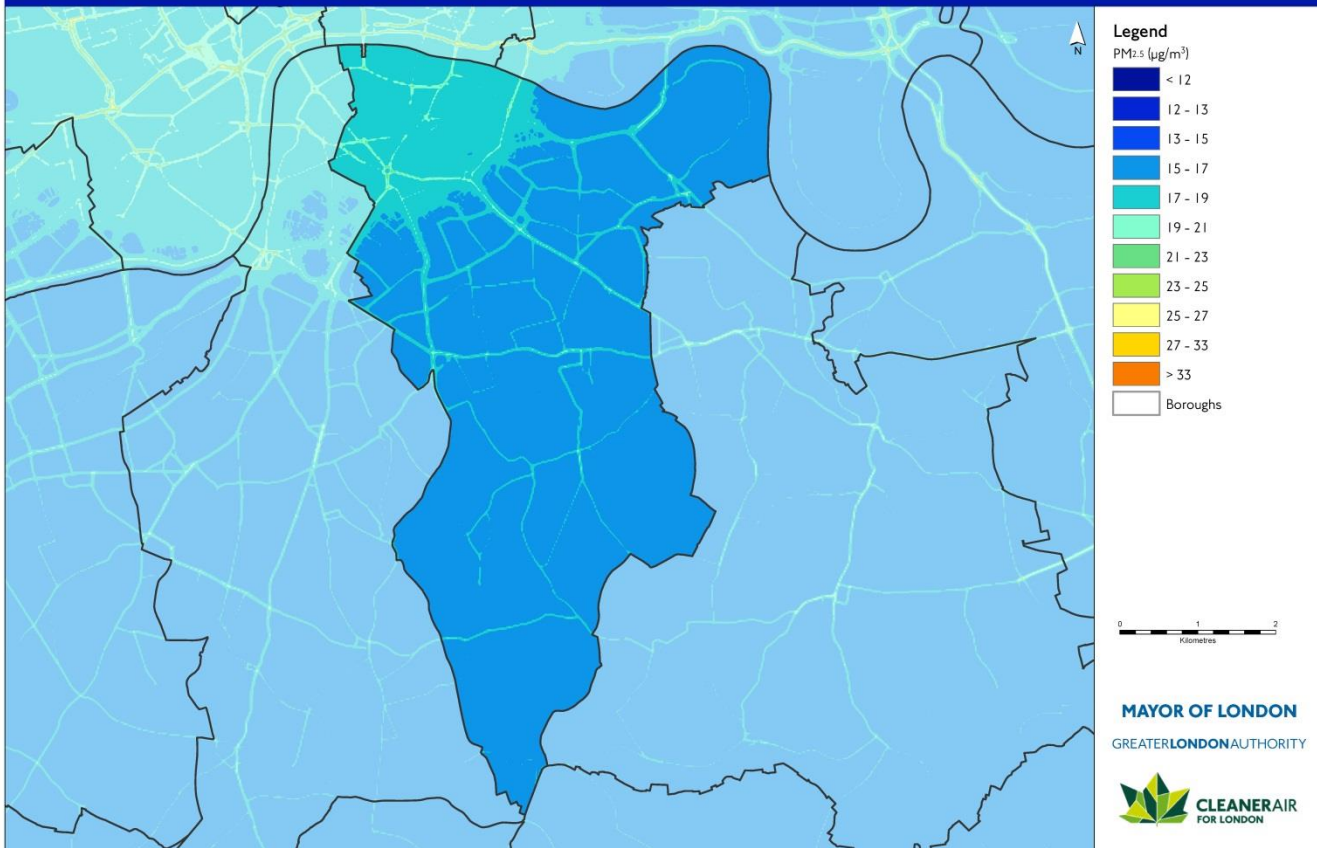 N
Legend
PM2.5 (µg/m³)
< 12
12 - 13
13 - 15
15 - 17
17 - 19
19 - 21
21 - 23
23 - 25
25 - 27
27 - 33
> 33
Boroughs
0 1 2
Kilometres
MAYOR OF LONDON
GREATERLONDONAUTHORITY
CLEANERAIR
FOR LONDON